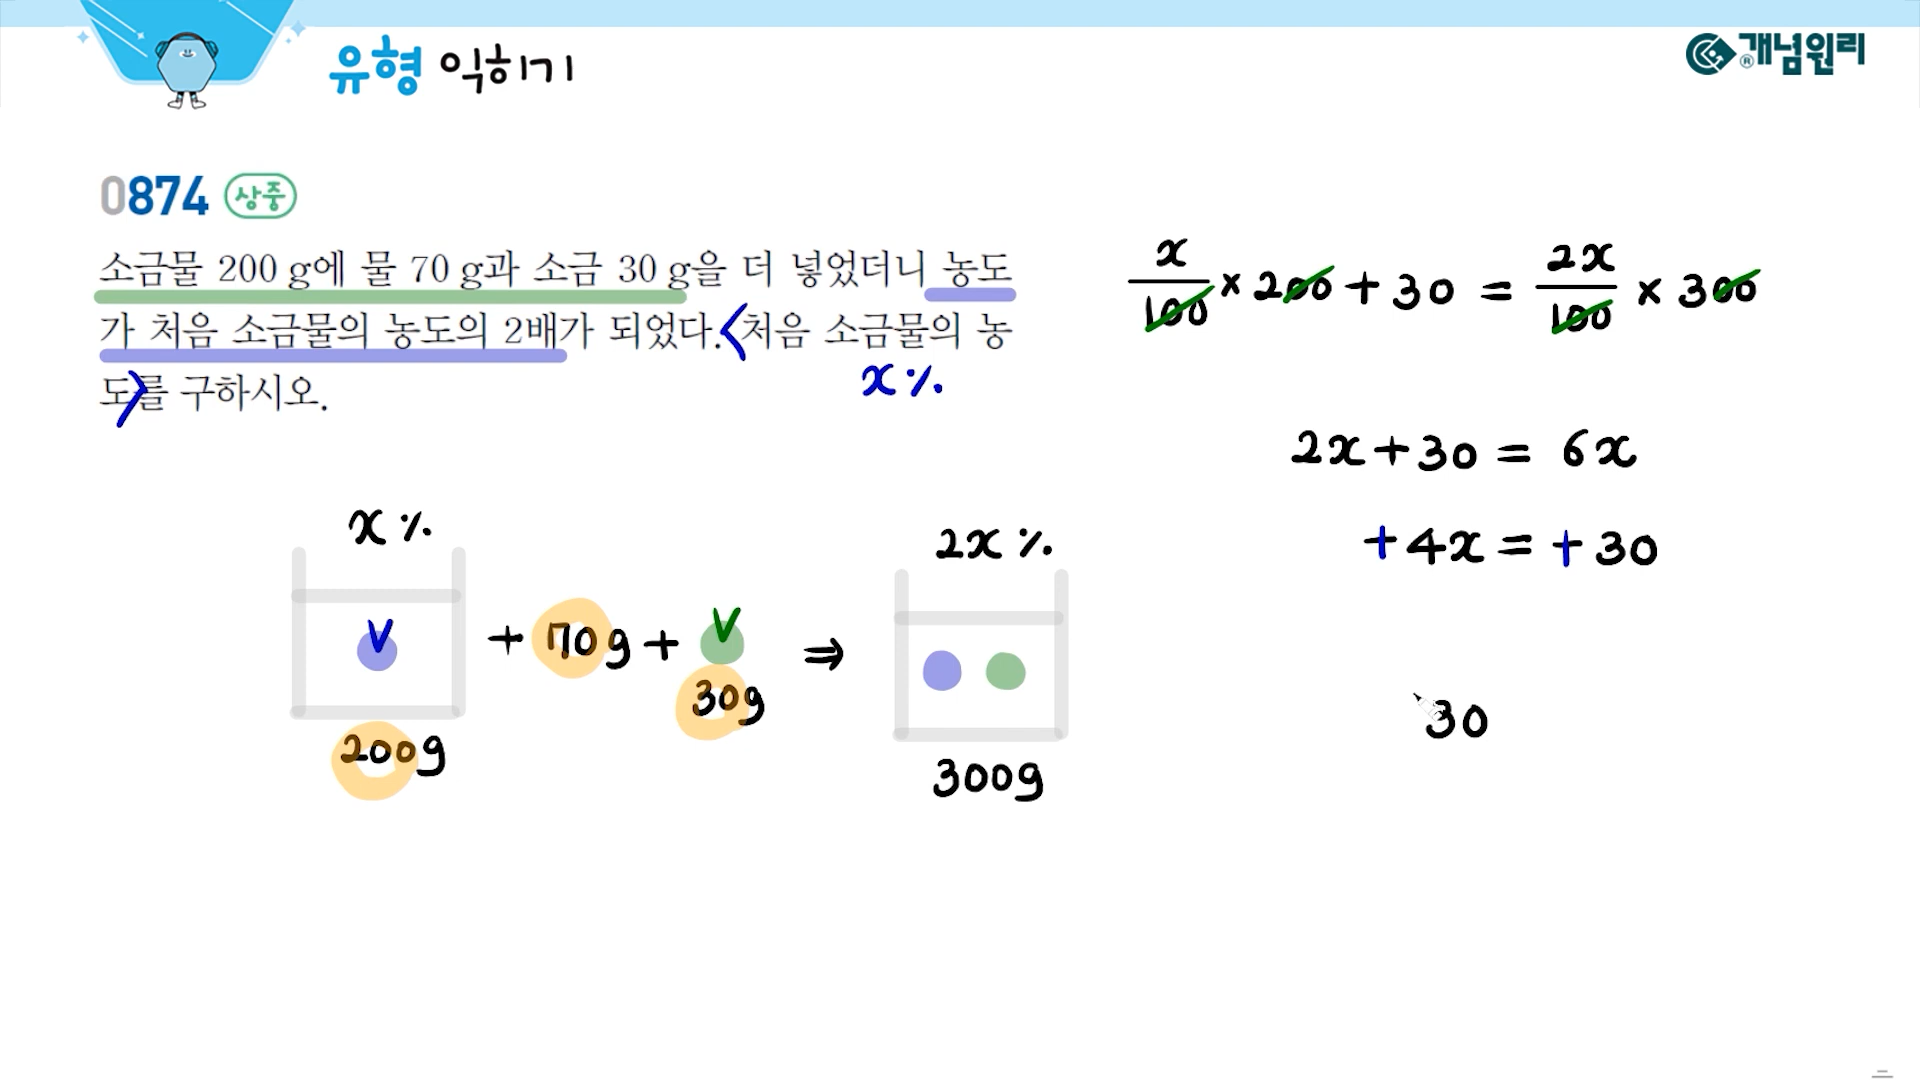 유형 익히기
개념원리®
0874 상중
소금물 200 g에 물 70 g과 소금 30 g을 더 넣었더니 농도
가 처음 소금물의 농도의 2배가 되었다. 처음 소금물의 농
도를 구하시오.
x%
x%
200g
+ 70g +
30g
⇒
2x%
300g
x/100 × 200 + 30 = 2x/100 × 300
2x + 30 = 6x
+4x = +30
30